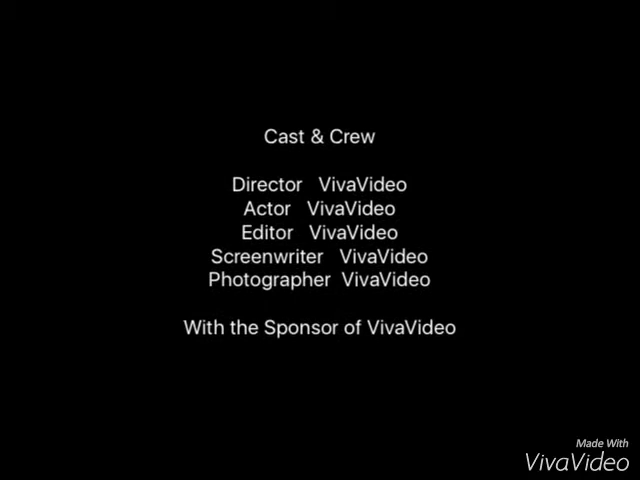 Cast & Crew
Director VivaVideo
Actor VivaVideo
Editor VivaVideo
Screenwriter VivaVideo
Photographer VivaVideo
With the Sponsor of VivaVideo
Made With
VivaVideo